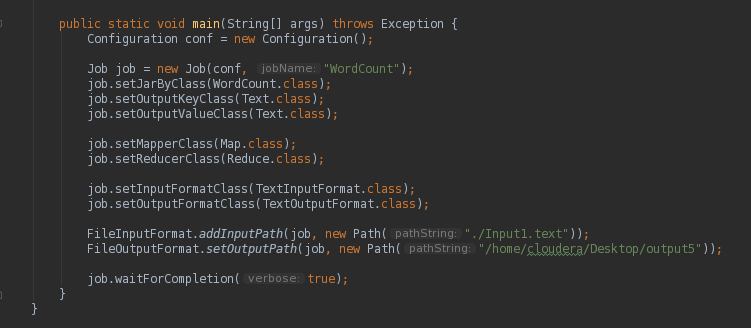 public static void main(String[] args) throws Exception {
Configuration conf = new Configuration();
Job job = new Job(conf, jobName: "WordCount");
job.setJarByClass(WordCount.class);
job.setOutputKeyClass(Text.class);
job.setOutputValueClass(Text.class);
job.setMapperClass(Map.class);
job.setReducerClass(Reduce.class);
job.setInputFormatClass(TextInputFormat.class);
job.setOutputFormatClass(TextOutputFormat.class);
FileInputFormat.addInputPath(job, new Path( pathString: "./Input1.text"));
FileOutputFormat.setOutputPath(job, new Path( pathString: "/home/cloudera/Desktop/output5"));
job.waitForCompletion( verbose: true);
}
}